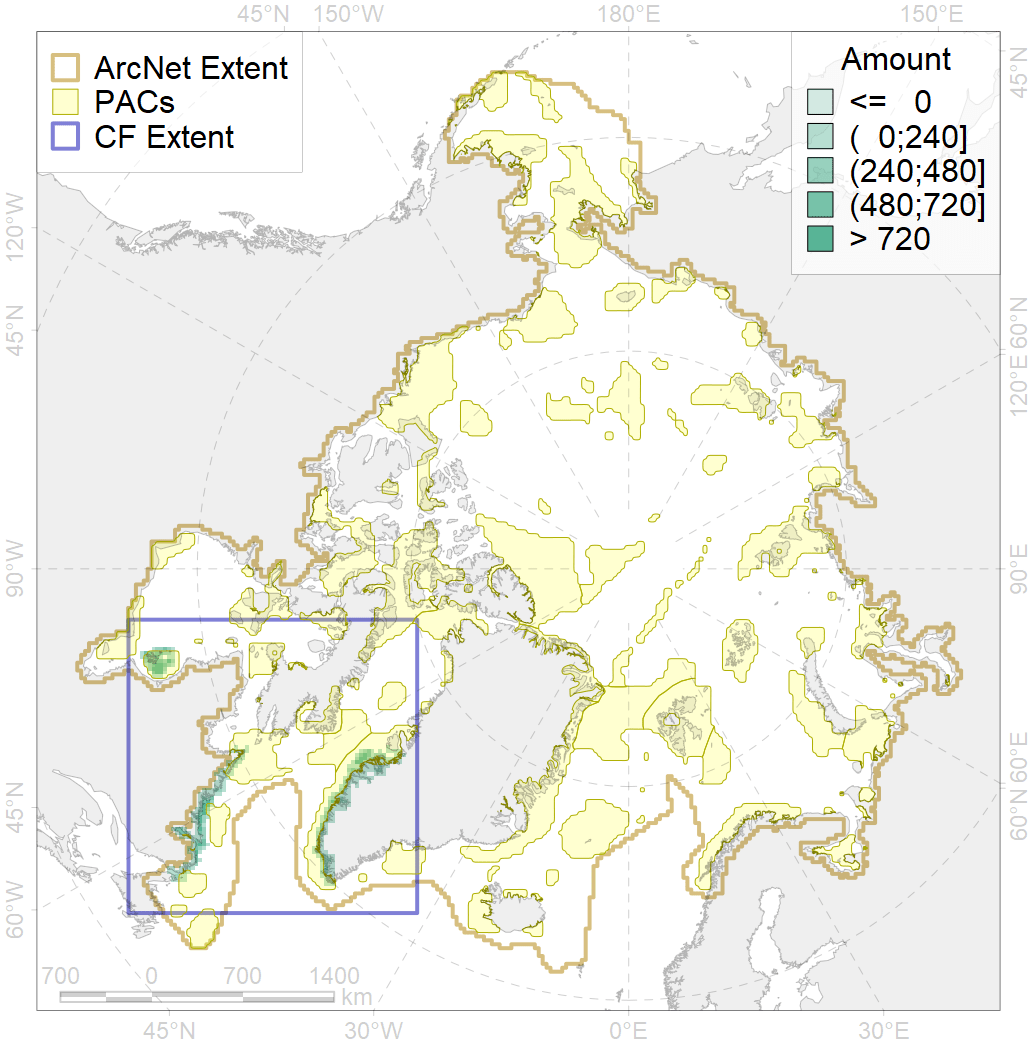 45°N 150°W 180°E 150°E
ArcNet Extent
PACs
CF Extent
Amount
<= 0
( 0;240]
(240;480]
(480;720]
> 720
120°W
45°N
90°W
45°N
60°W
45°N
60°N
120°E
90°E
60°E
60°N
700 0 700 1400
km
45°N 30°W 0°E 30°E